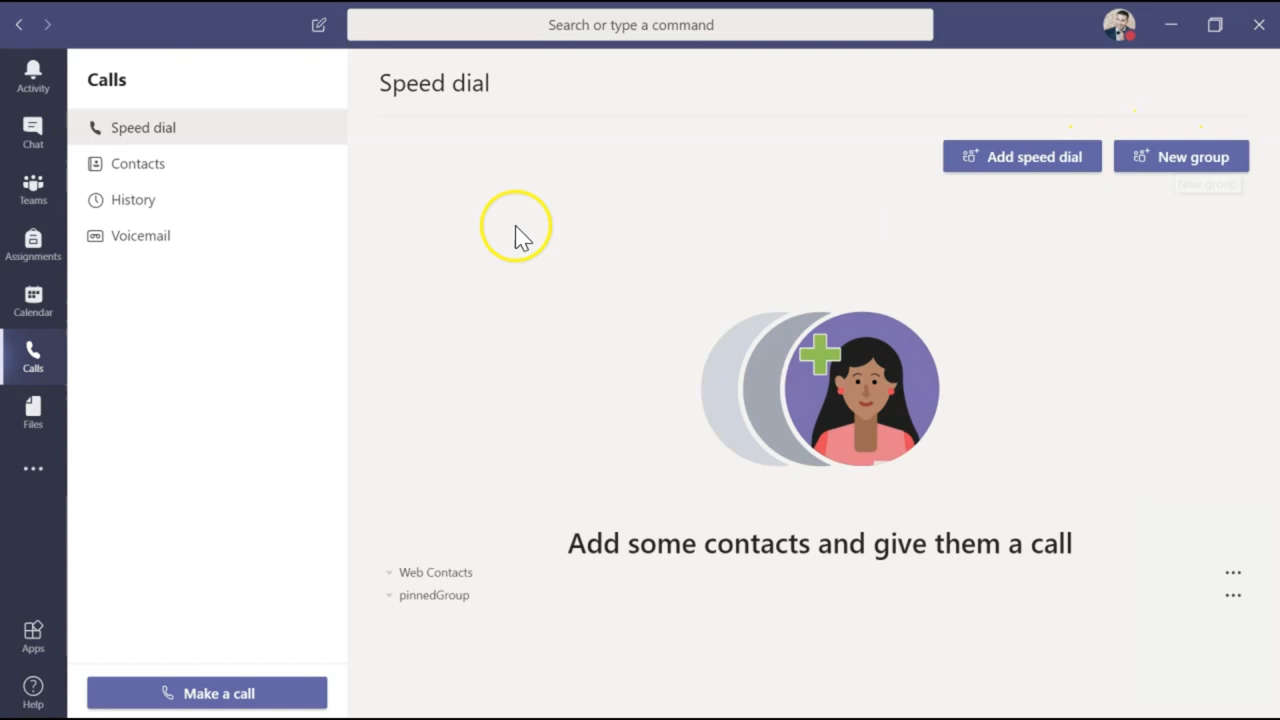 Search or type a command
Activity
Chat
Teams
Assignments
Calendar
Calls
Files
Apps
Help
Calls
Speed dial
Contacts
History
Voicemail
Make a call
Speed dial
Add speed dial
New group
New group
Add some contacts and give them a call
Web Contacts
pinnedGroup